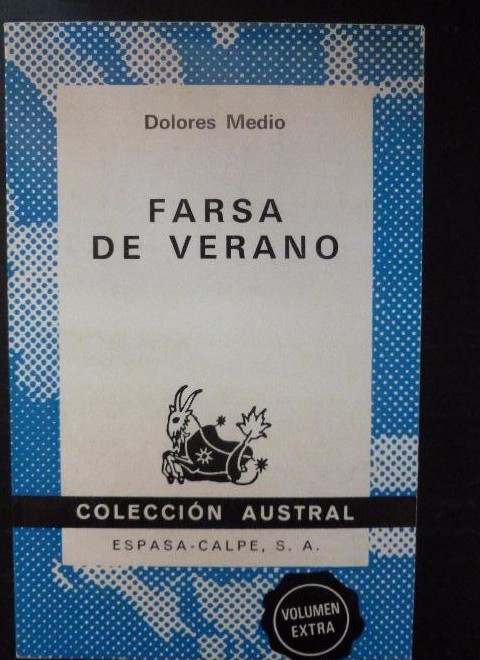 Dolores Medio
FARSA
DE VERANO
COLECCIÓN AUSTRAL
ESPASA-CALPE, S. A.
VOLUMEN
EXTRA